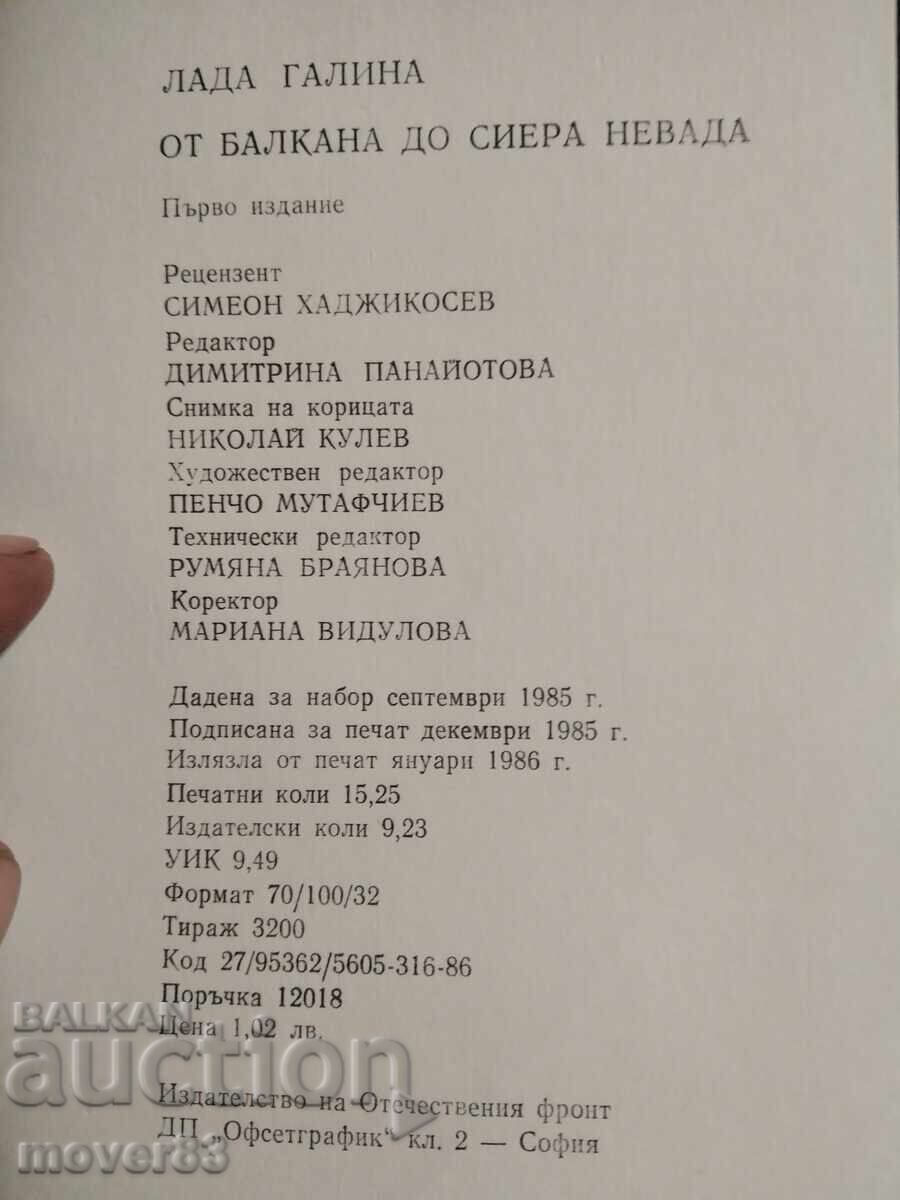 ЛАДА ГАЛИНА
ОТ БАЛКАНА ДО СИЕРА НЕВАДА
Първо издание
Рецензент
СИМЕОН ХАДЖИКОСЕВ
Редактор
ДИМИТРИНА ПАНАЙОТОВА
Снимка на корицата
НИКОЛАЙ КУЛЕВ
Художествен редактор
ПЕНЧО МУТАФЧИЕВ
Технически редактор
РУМЯНА БРАЯНОВА
Коректор
МАРИАНА ВИДУЛОВА
Дадена за набор септември 1985 г.
Подписана за печат декември 1985 г.
Излязла от печат януари 1986 г.
Печатни коли 15,25
Издателски коли 9,23
УИК 9,49
Формат 70/100/32
Тираж 3200
Код 27/95362/5605-316-86
Поръчка 12018
Цена 1,02 лв.
Издателство на Отечествения фронт
ДП „Офсетграфик“ кл. 2 — София
BALKAN
auction
mover83